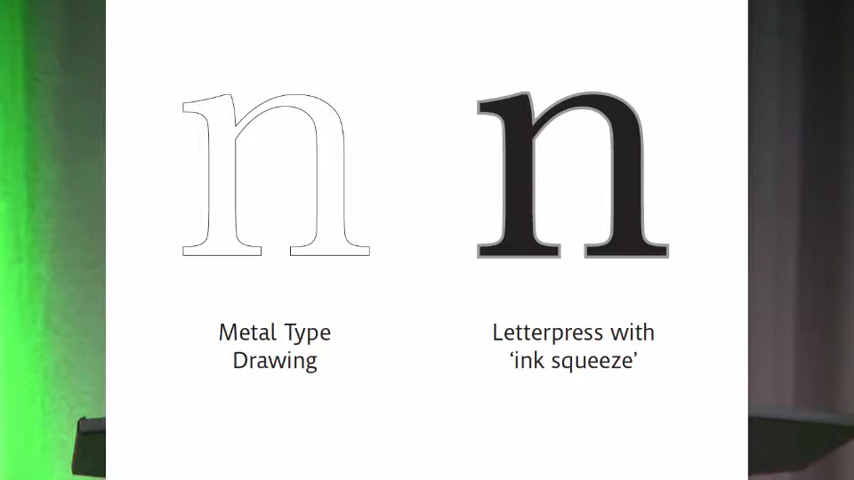 n n
Metal Type
Drawing
Letterpress with
‘ink squeeze’